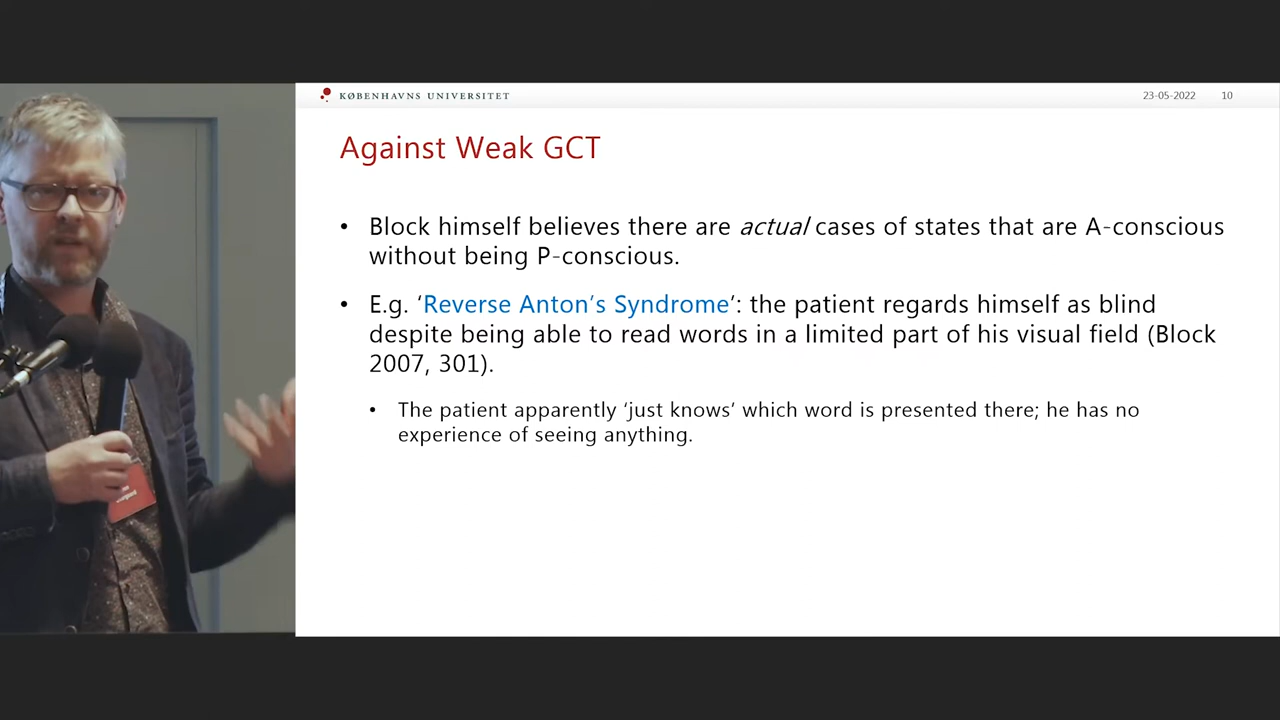 KØBENHAVNS UNIVERSITET
23-05-2022 10
Against Weak GCT
• Block himself believes there are actual cases of states that are A-conscious
without being P-conscious.
• E.g. ‘Reverse Anton’s Syndrome‘: the patient regards himself as blind
despite being able to read words in a limited part of his visual field (Block
2007, 301).
• The patient apparently ‘just knows’ which word is presented there; he has no
experience of seeing anything.